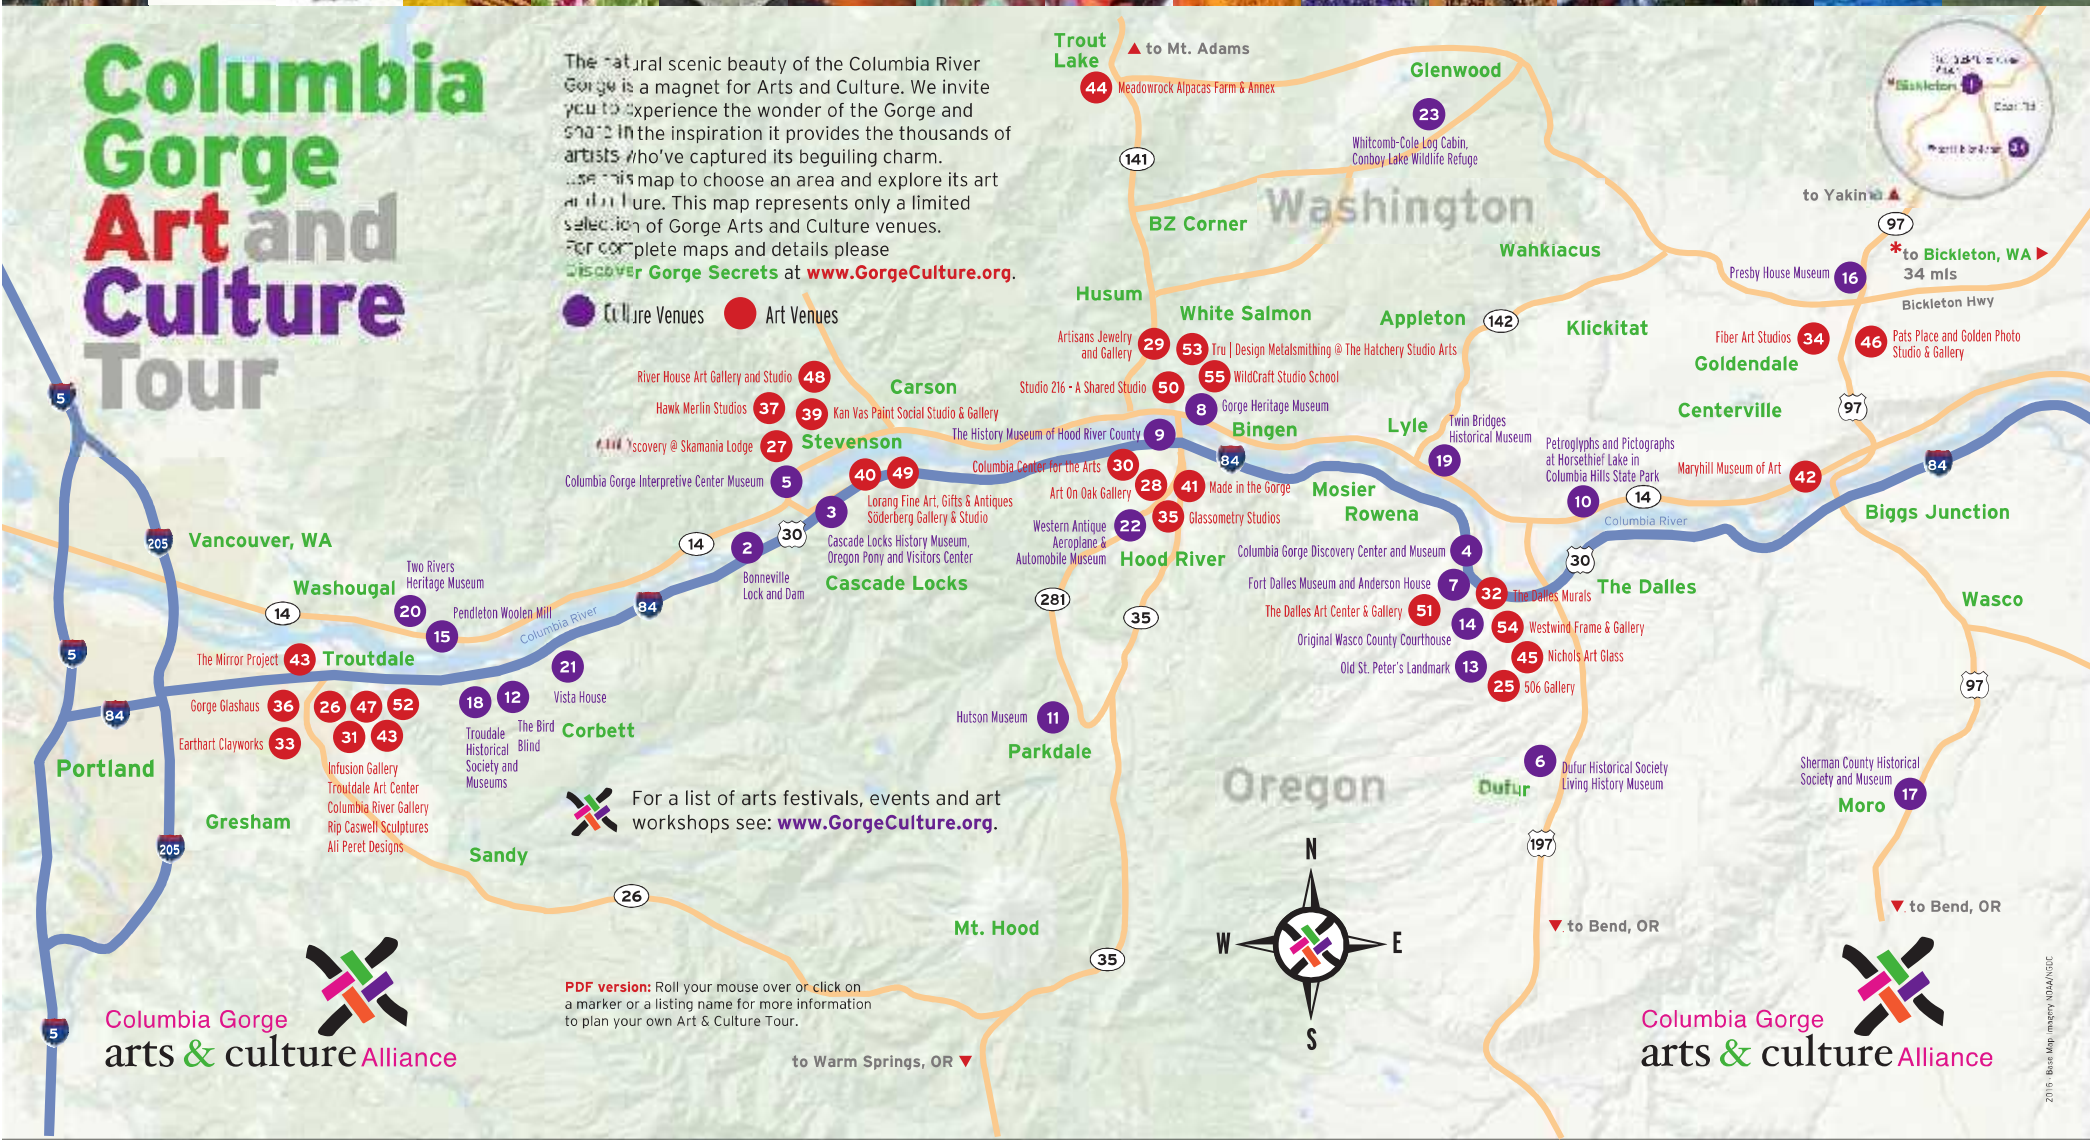 Columbia
Gorge
Art and
Culture
Tour
ural scenic beauty of the Columbia River
Gorge is a magnet for Arts and Culture. We invite
you to experience the wonder of the Gorge and
share in the inspiration it provides the thousands of
artists who've captured its beguiling charm.
Use this map to choose an area and explore its art
and culture. This map represents only a limited
selection of Gorge Arts and Culture venues.
For complete maps and details please
Discover Gorge Secrets at www.GorgeCulture.org.
Culture Venues
Art Venues
Trout
Lake
to Mt. Adams
44 Meadowrock Alpacas Farm & Annex
Glenwood
23
Whitcomb-Cole Log Cabin,
Conboy Lake Wildlife Refuge
141
Washington
BZ Corner
Wahkiacus
Bickleton
to Yakima
97
*to Bickleton, WA
34 mls
Bickleton Hwy
Presby House Museum 16
Husum
White Salmon
Appleton
142
Klickitat
Fiber Art Studios 34
46 Pats Place and Golden Photo
Studio & Gallery
Goldendale
Centerville
97
Artisans Jewelry
and Gallery 29
53 Tru | Design Metalsmithing @ The Hatchery Studio Arts
55 WildCraft Studio School
Studio 216 - A Shared Studio 50
8 Gorge Heritage Museum
The History Museum of Hood River County 9
Bingen
84
Lyle
Twin Bridges
Historical Museum
19
Petroglyphs and Pictographs
at Horsethief Lake in
Columbia Hills State Park
10
14
Columbia River
Maryhill Museum of Art 42
84
Biggs Junction
River House Art Gallery and Studio 48
Carson
Hawk Merlin Studios 37
39 Kan Vas Paint Social Studio & Gallery
scovery @ Skamania Lodge 27
Stevenson
Columbia Gorge Interpretive Center Museum 5
40 49
Lorang Fine Art, Gifts & Antiques
Söderberg Gallery & Studio
3
Cascade Locks History Museum,
Oregon Pony and Visitors Center
Cascade Locks
30
14
2
Bonneville
Lock and Dam
84
Columbia River
Columbia Center for the Arts 30
Art On Oak Gallery 28
41 Made in the Gorge
35 Glassometry Studios
Western Antique
Aeroplane &
Automobile Museum
22
Hood River
281
35
Mosier
Rowena
Columbia Gorge Discovery Center and Museum 4
Fort Dalles Museum and Anderson House 7
32 The Dalles Murals
30
The Dalles
The Dalles Art Center & Gallery 51
14
54 Westwind Frame & Gallery
Original Wasco County Courthouse
45 Nichols Art Glass
Old St. Peter's Landmark 13
25 506 Gallery
Wasco
97
5
205
Vancouver, WA
Washougal
Two Rivers
Heritage Museum
20
Pendleton Woolen Mill
15
14
5
The Mirror Project 43
Troutdale
21
Vista House
18
12
Troudale
Historical
Society and
Museums
The Bird
Blind
Corbett
84
Gorge Glashaus 36
26 47 52
31 43
Earthart Clayworks 33
Infusion Gallery
Troutdale Art Center
Columbia River Gallery
Rip Caswell Sculptures
Ali Peret Designs
Portland
Gresham
205
Sandy
26
Hutson Museum 11
Parkdale
Oregon
6
Dufur Historical Society
Living History Museum
Dufur
Sherman County Historical
Society and Museum 17
Moro
For a list of arts festivals, events and art
workshops see: www.GorgeCulture.org.
197
N
W
E
S
Mt. Hood
35
to Bend, OR
to Bend, OR
PDF version: Roll your mouse over or click on
a marker or a listing name for more information
to plan your own Art & Culture Tour.
to Warm Springs, OR
5
Columbia Gorge
arts & culture Alliance
Columbia Gorge
arts & culture Alliance
2016 - Base Map Imagery NOAA/NGDC